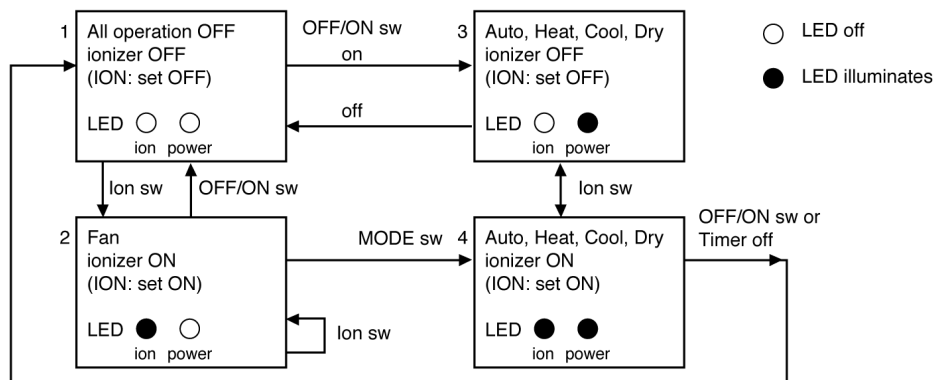 1
All operation OFF
ionizer OFF
(ION: set OFF)
LED
ion power
OFF/ON sw
on
off
3
Auto, Heat, Cool, Dry
ionizer OFF
(ION: set OFF)
LED
ion power
LED off
LED illuminates
Ion sw
OFF/ON sw
Ion sw
2
Fan
ionizer ON
(ION: set ON)
LED
ion power
MODE sw
Ion sw
4
Auto, Heat, Cool, Dry
ionizer ON
(ION: set ON)
LED
ion power
OFF/ON sw or
Timer off